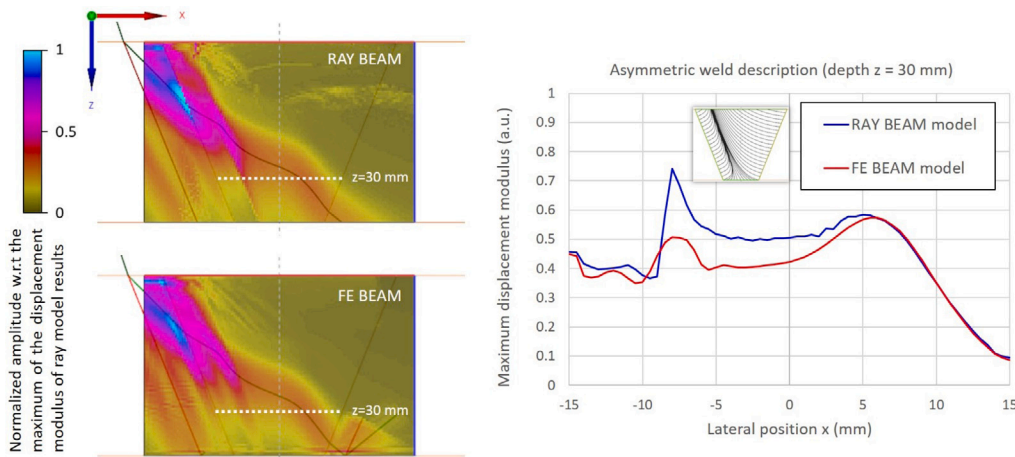 X
Z
1
0.5
0
Normalized amplitude w.r.t the
maximum of the displacement
modulus of ray model results
RAY BEAM
z=30 mm
FE BEAM
z=30 mm
Asymmetric weld description (depth z = 30 mm)
Maximum displacement modulus (a.u.)
1
0.9
0.8
0.7
0.6
0.5
0.4
0.3
0.2
0.1
0
RAY BEAM model
FE BEAM model
-15
-10
-5
0
5
10
15
Lateral position x (mm)